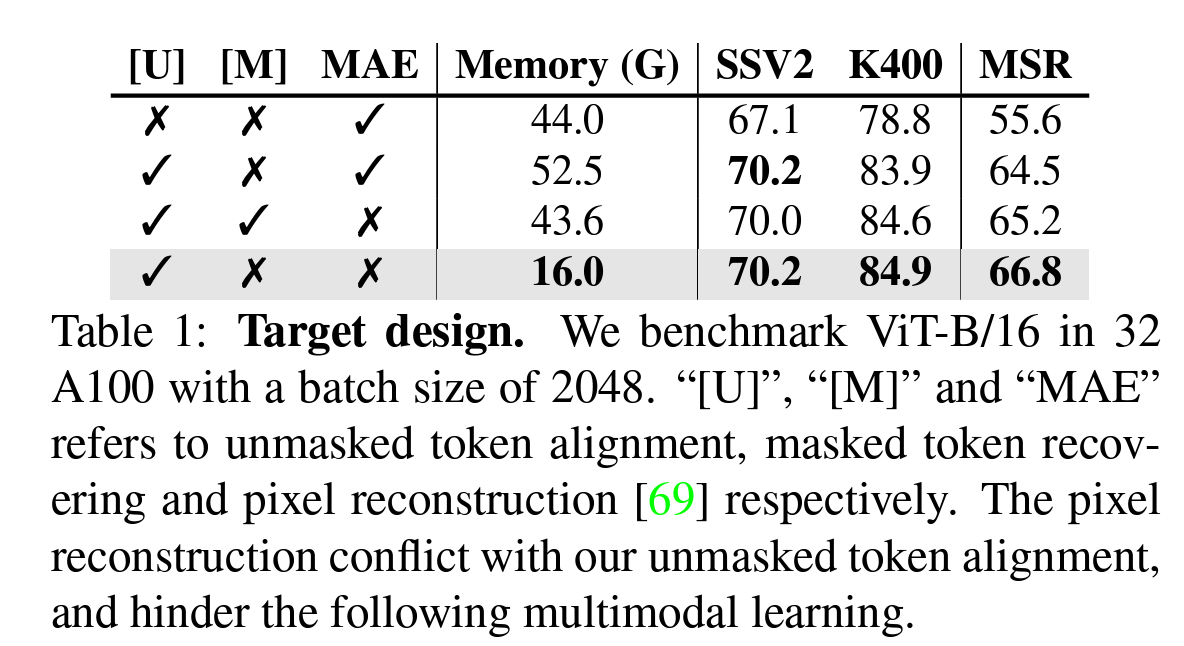 [U] [M] MAE Memory (G) SSV2 K400 MSR
✗ ✗ ✓ 44.0 67.1 78.8 55.6
✓ ✗ ✓ 52.5 70.2 83.9 64.5
✓ ✓ ✗ 43.6 70.0 84.6 65.2
✓ ✗ ✗ 16.0 70.2 84.9 66.8
Table 1: Target design. We benchmark ViT-B/16 in 32
A100 with a batch size of 2048. “[U]”, “[M]” and “MAE”
refers to unmasked token alignment, masked token recov-
ering and pixel reconstruction [69] respectively. The pixel
reconstruction conflict with our unmasked token alignment,
and hinder the following multimodal learning.